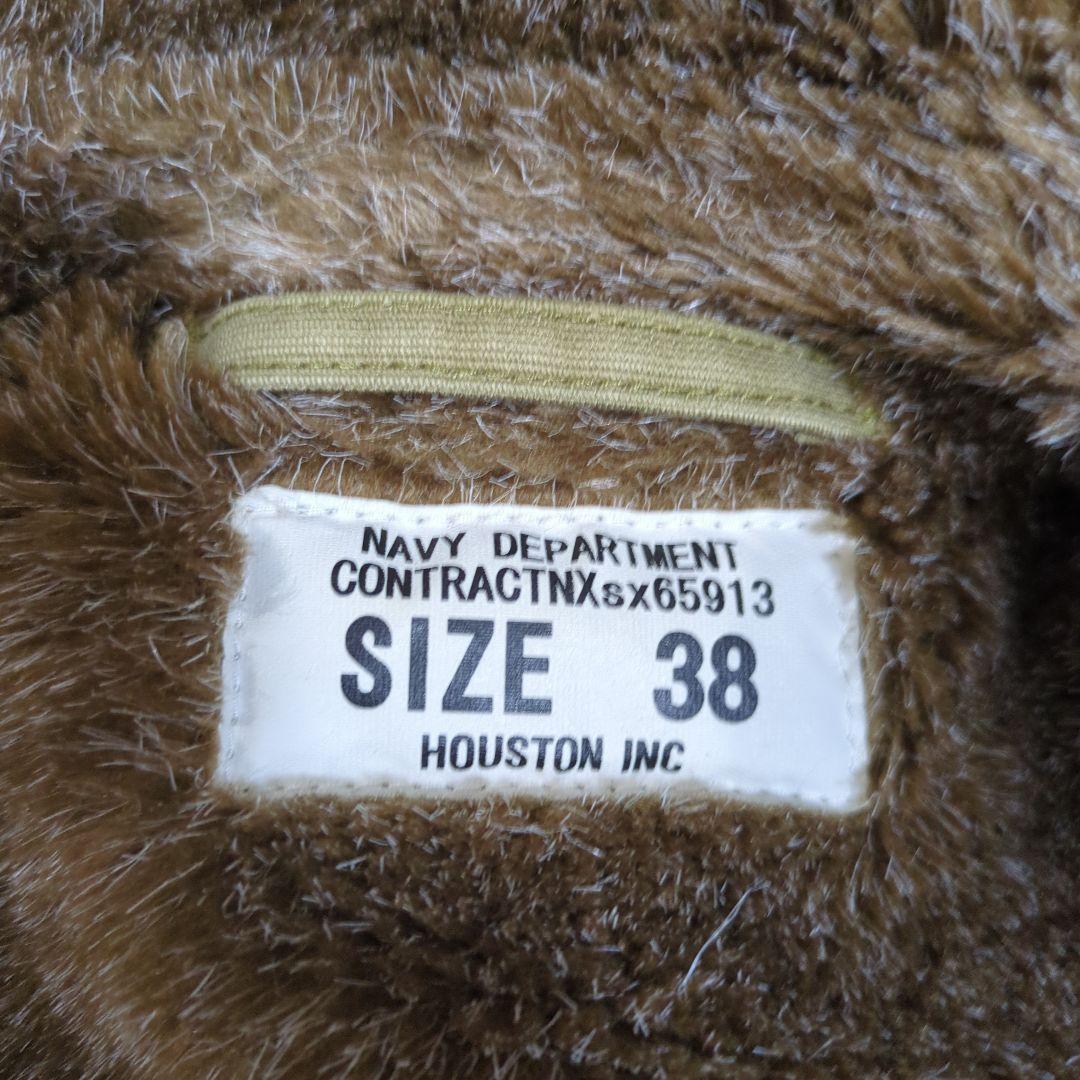 NAVY DEPARTMENT
CONTRACTNXsx65913
SIZE 38
HOUSTON INC